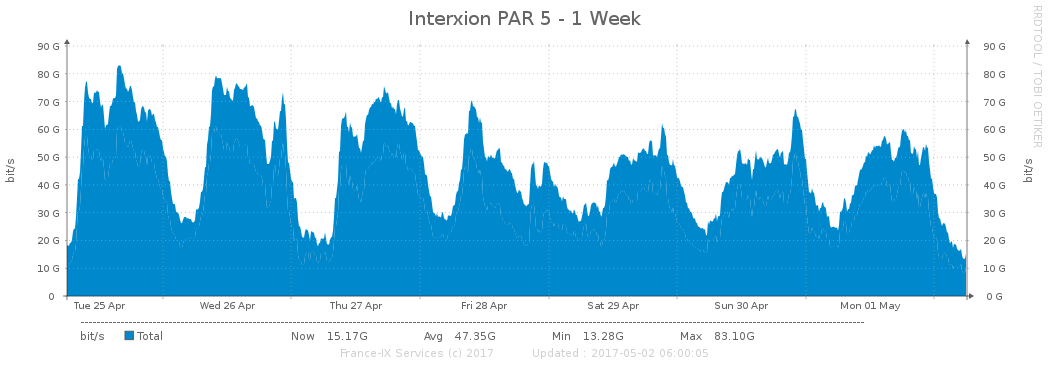 Interxion PAR 5 - 1 Week
RRDTOOL / TOBI OETIKER
90 G 90 G
80 G 80 G
70 G 70 G
60 G 60 G
50 G 50 G
40 G 40 G
30 G 30 G
20 G 20 G
10 G 10 G
0 0 G
bit/s bit/s
Tue 25 Apr Wed 26 Apr Thu 27 Apr Fri 28 Apr Sat 29 Apr Sun 30 Apr Mon 01 May
bit/s Total Now 15.17G Avg 47.35G Min 13.28G Max 83.10G
France-IX Services (c) 2017 Updated : 2017-05-02 06:00:05